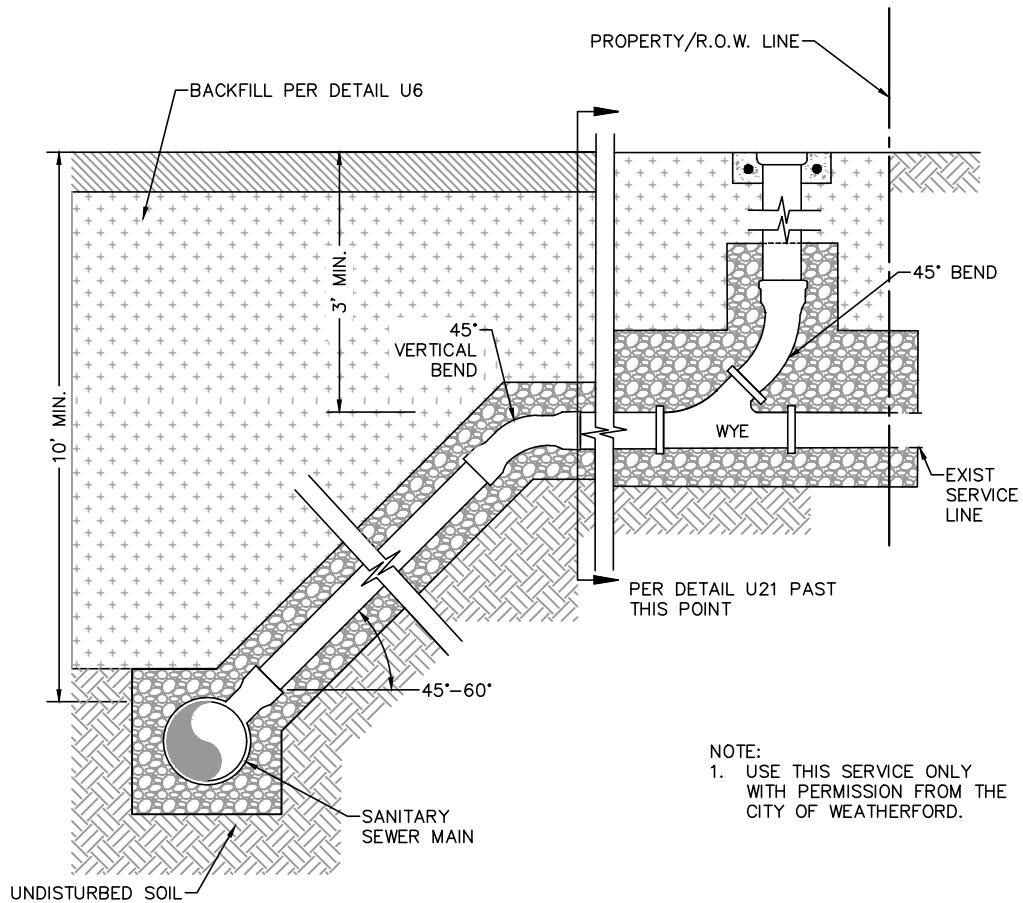 PROPERTY/R.O.W. LINE
BACKFILL PER DETAIL U6
3' MIN.
45° BEND
45°
VERTICAL
BEND
10' MIN.
WYE
EXIST
SERVICE
LINE
PER DETAIL U21 PAST
THIS POINT
45°-60°
NOTE:
1. USE THIS SERVICE ONLY
WITH PERMISSION FROM THE
CITY OF WEATHERFORD.
SANITARY
SEWER MAIN
UNDISTURBED SOIL